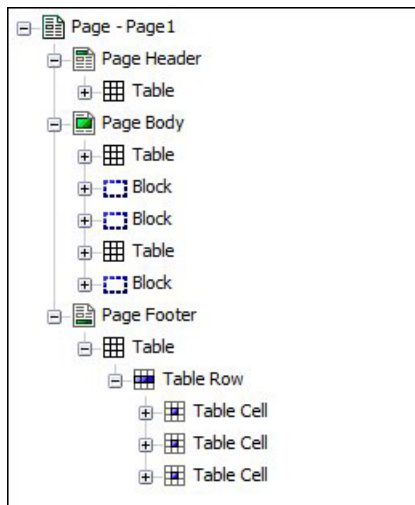 Page - Page1
Page Header
Table
Page Body
Table
Block
Block
Table
Block
Page Footer
Table
Table Row
Table Cell
Table Cell
Table Cell